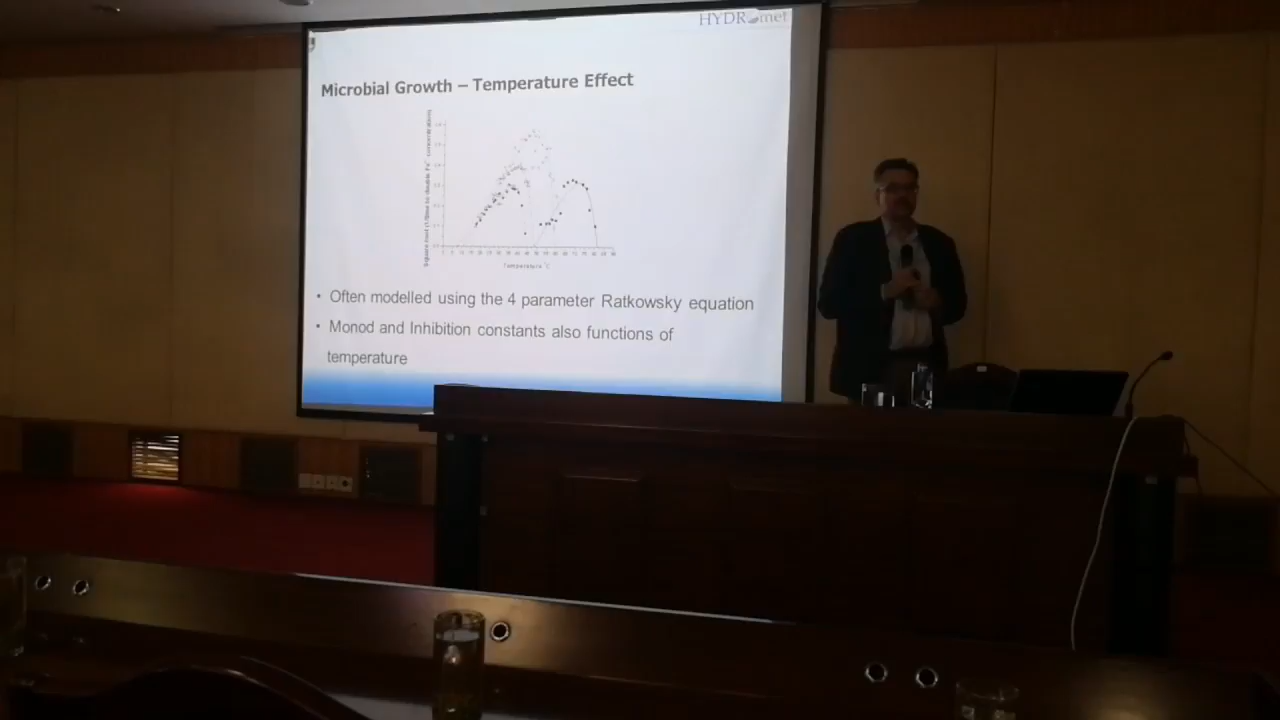 HYDROmet
Microbial Growth – Temperature Effect
Temperature °C
• Often modelled using the 4 parameter Ratkowsky equation
• Monod and Inhibition constants also functions of
temperature